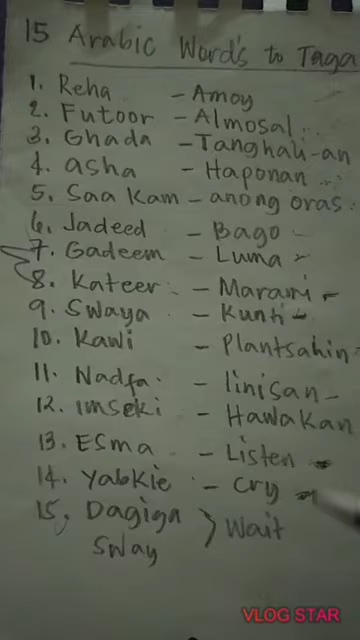 15 Arabic Word's to Taga
1. Reha - Amoy
2. Futoor - Almosal
3. Ghada - Tanghali-an
4. asha - Haponan
5. Saa Kam - anong oras
6. Jadeed - Bago
7. Gadeem - Luma
8. Kateer - Marami
9. Swaya - Kunti
10. Kawi - Plantsahin
11. Nadfa - linisan
12. imseki - Hawakan
13. Esma - Listen
14. Yabkie - Cry
15. Dagiga > Wait
Sway
VLOG STAR